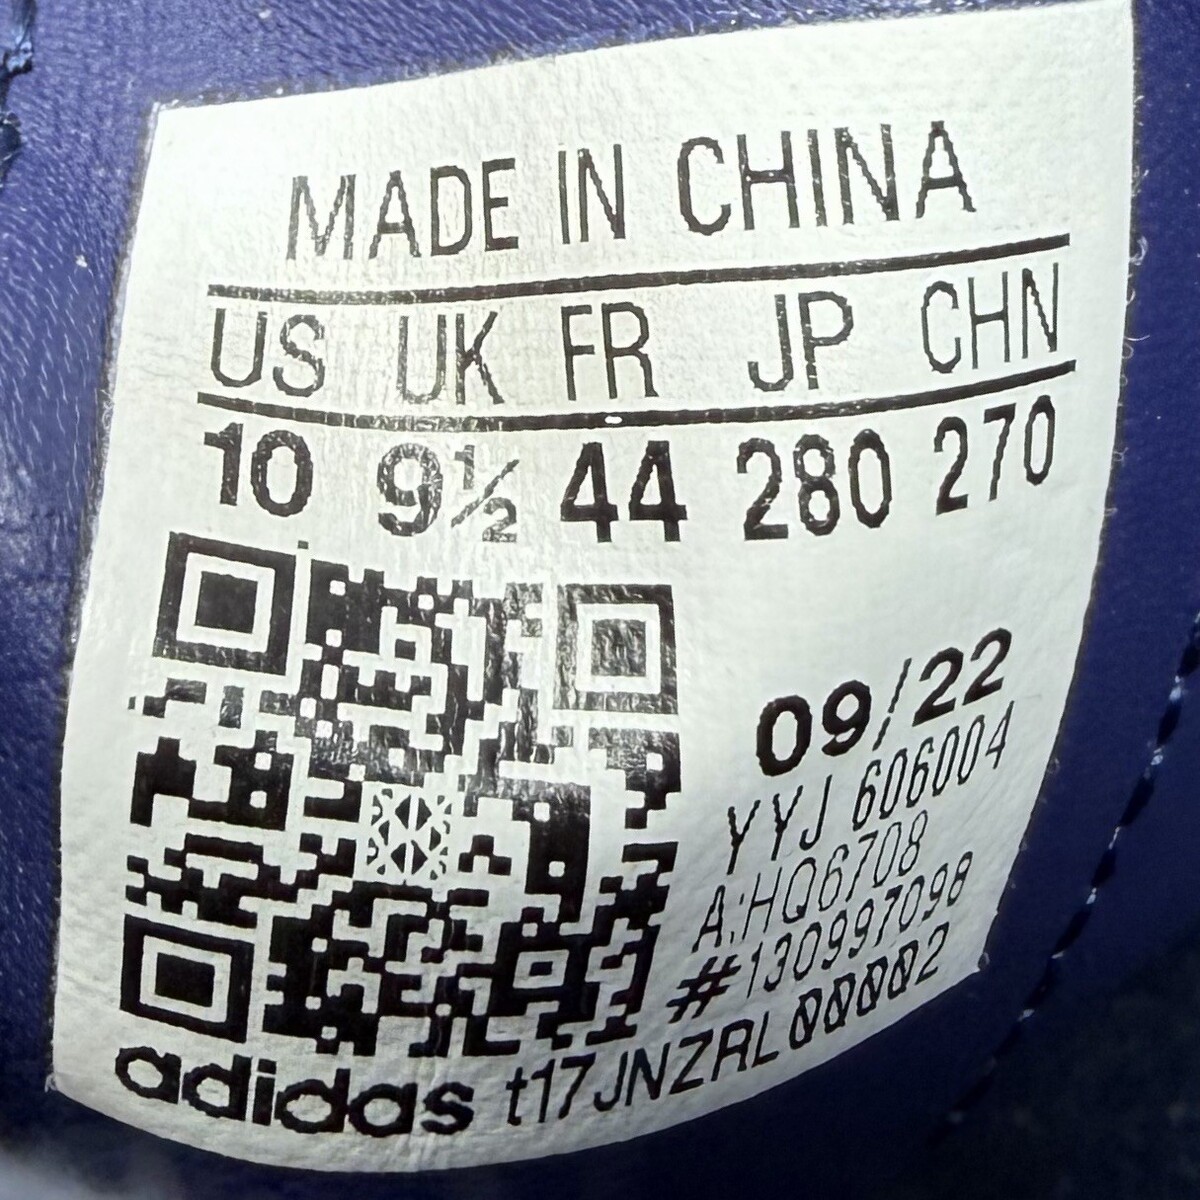 MADE IN CHINA
US UK FR JP CHN
10 9½ 44 280 270
09/22
YYJ 606004
A:HQ6708
#130997098
adidas t17JNZRL00002